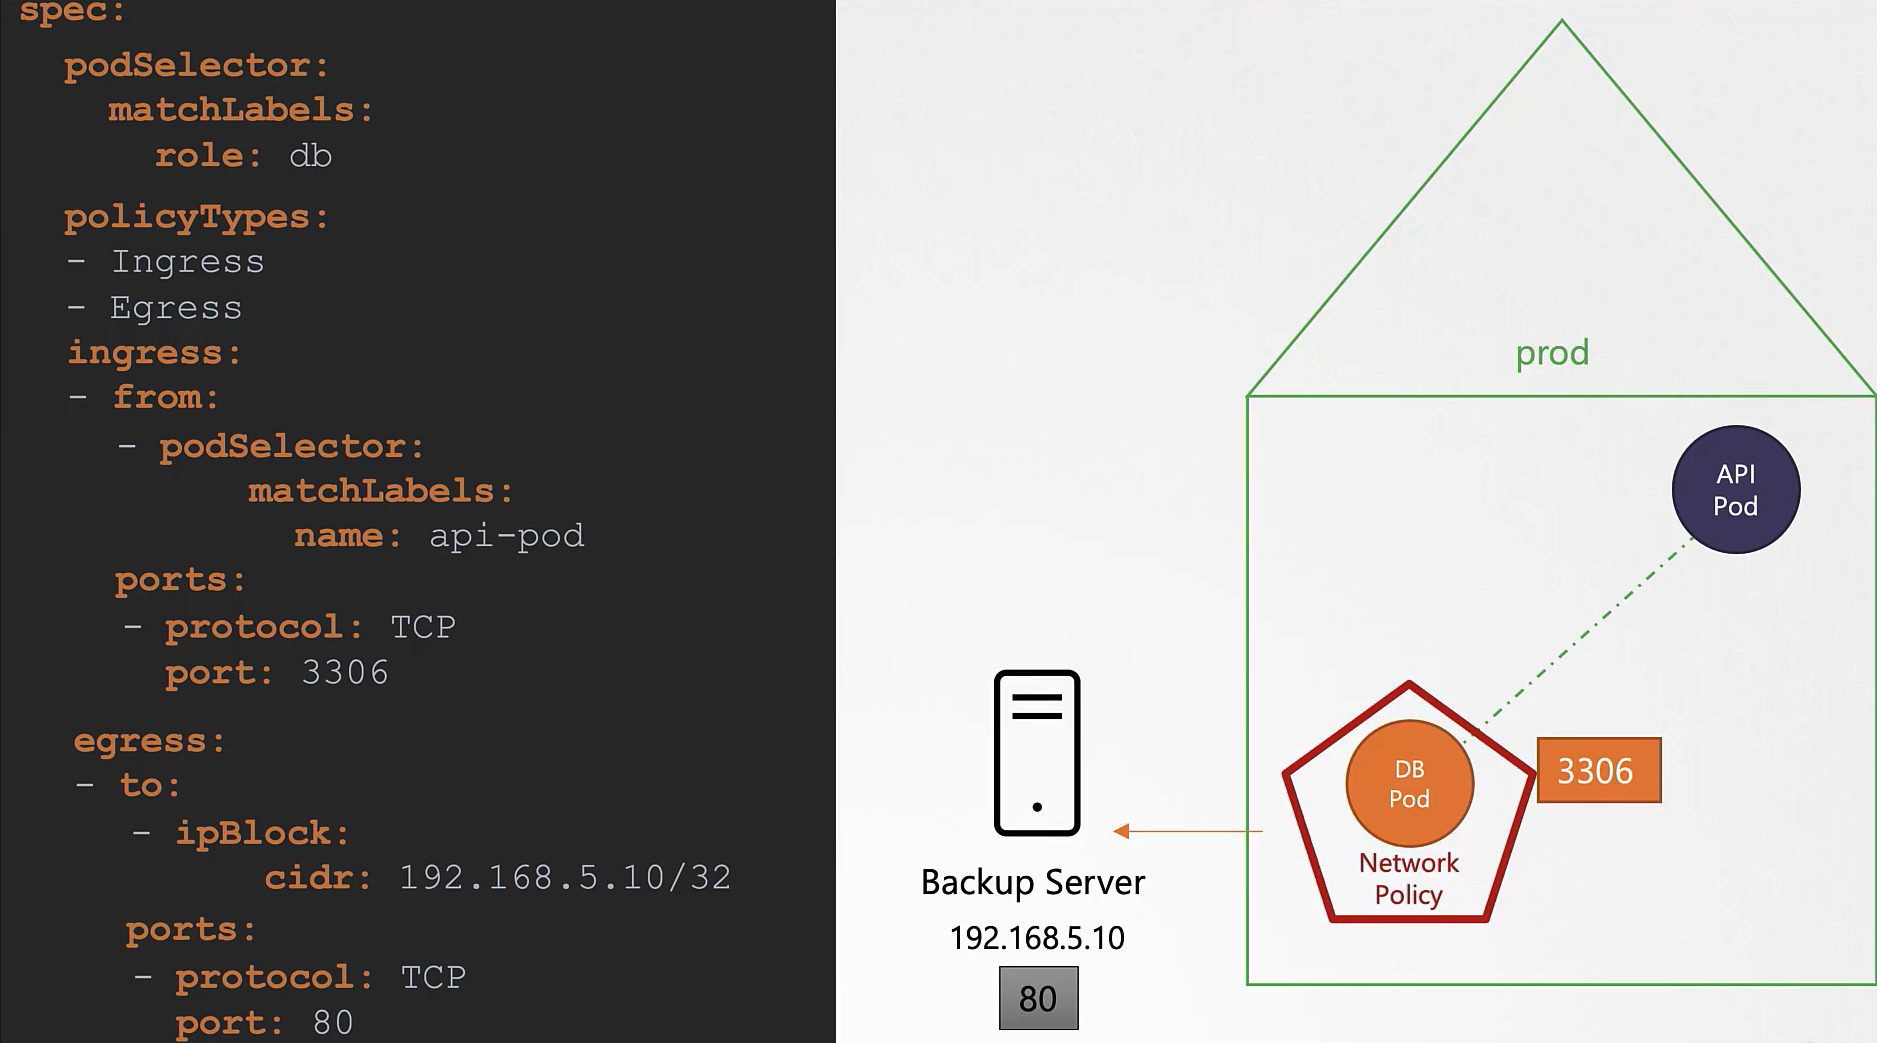 spec:
podSelector:
matchLabels:
role: db
policyTypes:
- Ingress
- Egress
ingress:
- from:
- podSelector:
matchLabels:
name: api-pod
ports:
- protocol: TCP
port: 3306
egress:
- to:
- ipBlock:
cidr: 192.168.5.10/32
ports:
- protocol: TCP
port: 80
prod
API
Pod
DB
Pod
3306
Network
Policy
Backup Server
192.168.5.10
80